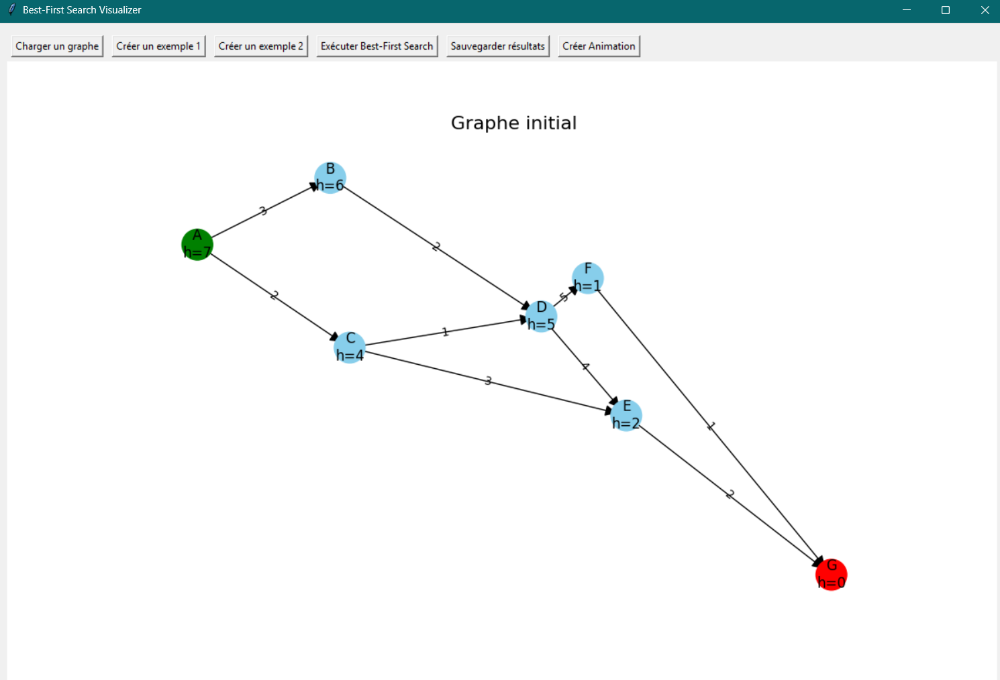 Best-First Search Visualizer
Charger un graphe
Créer un exemple 1
Créer un exemple 2
Exécuter Best-First Search
Sauvegarder résultats
Créer Animation
Graphe initial
B
h=6
3
A
h=7
2
2
F
h=1
5
D
h=5
1
C
h=4
4
3
E
h=2
1
2
G
h=0